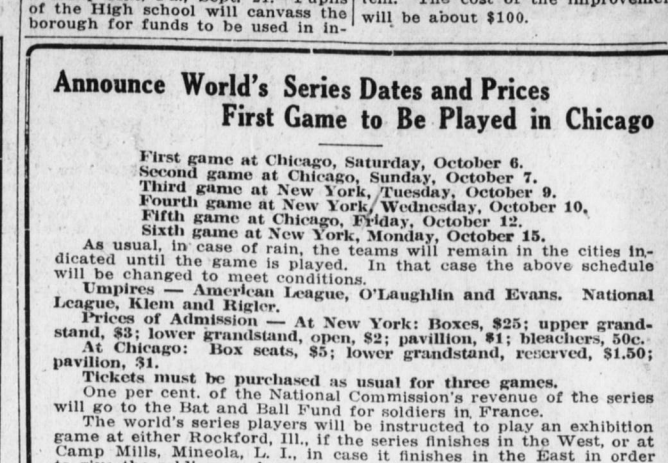 of the High school will canvass the
borough for funds to be used in in-
will be about $100.
Announce World's Series Dates and Prices
First Game to Be Played in Chicago
First game at Chicago, Saturday, October 6.
Second game at Chicago, Sunday, October 7.
Third game at New York, Tuesday, October 9.
Fourth game at New York, Wednesday, October 10.
Fifth game at Chicago, Friday, October 12.
Sixth game at New York, Monday, October 15.
As usual, in case of rain, the teams will remain in the cities in-
dicated until the game is played. In that case the above schedule
will be changed to meet conditions.
Umpires — American League, O'Laughlin and Evans. National
League, Klem and Rigler.
Prices of Admission — At New York: Boxes, $25; upper grand-
stand, $3; lower grandstand, open, $2; pavillion, $1; bleachers, 50c.
At Chicago: Box seats, $5; lower grandstand, reserved, $1.50;
pavilion, $1.
Tickets must be purchased as usual for three games.
One per cent. of the National Commission's revenue of the series
will go to the Bat and Ball Fund for soldiers in France.
The world's series players will be instructed to play an exhibition
game at either Rockford, Ill., if the series finishes in the West, or at
Camp Mills, Mineola, L. I., in case it finishes in the East in order